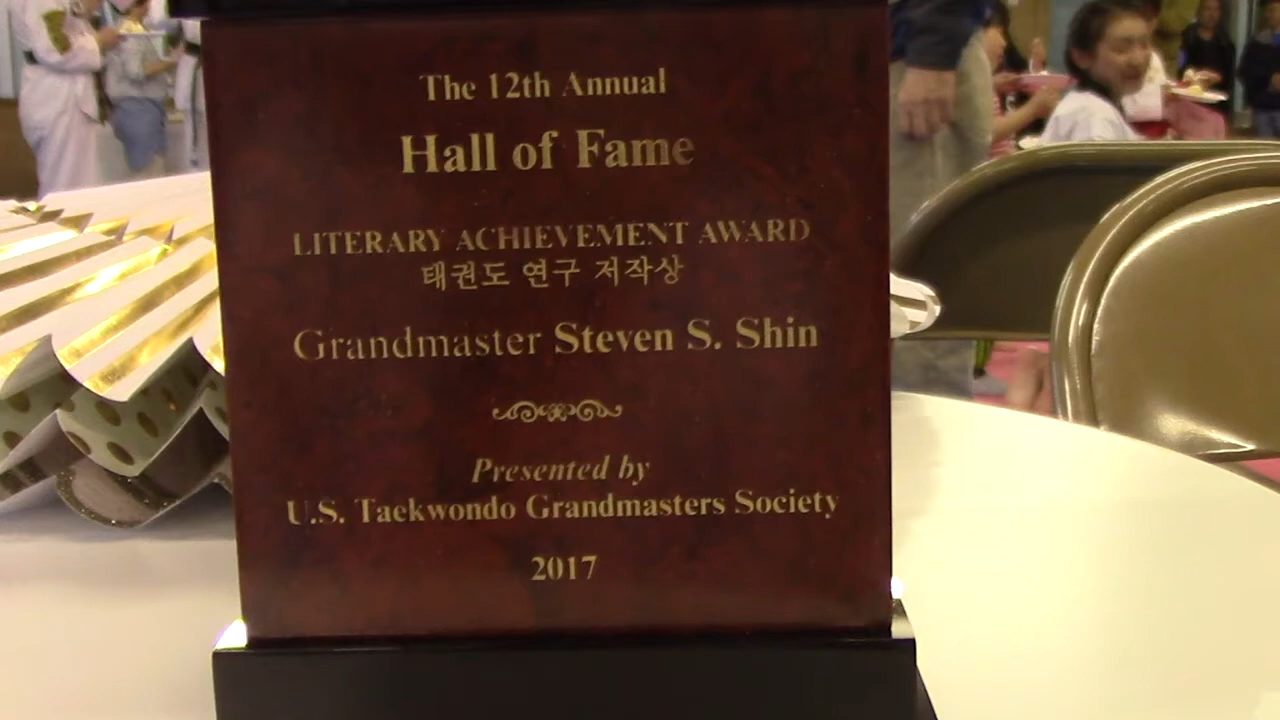 The 12th Annual
Hall of Fame
LITERARY ACHIEVEMENT AWARD
태권도 연구 저작상
Grandmaster Steven S. Shin
Presented by
U.S. Taekwondo Grandmasters Society
2017